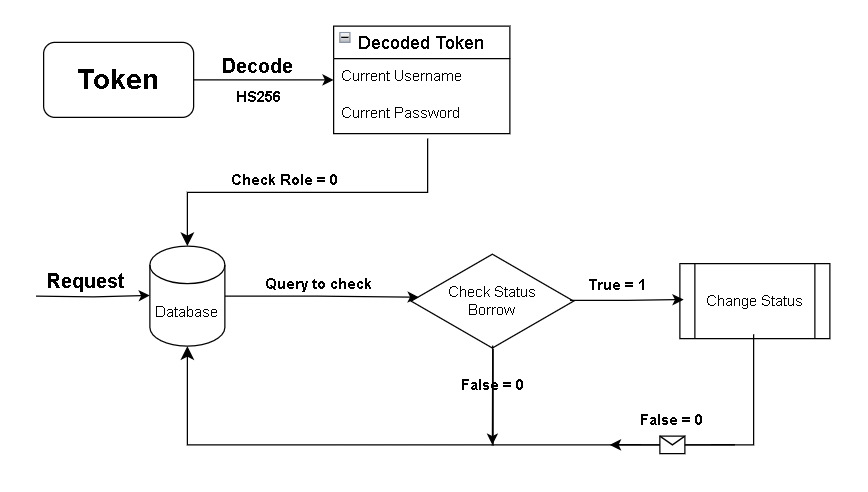 Token
Decode
HS256
Decoded Token
Current Username
Current Password
Check Role = 0
Request
Database
Query to check
Check Status
Borrow
True = 1
Change Status
False = 0
False = 0